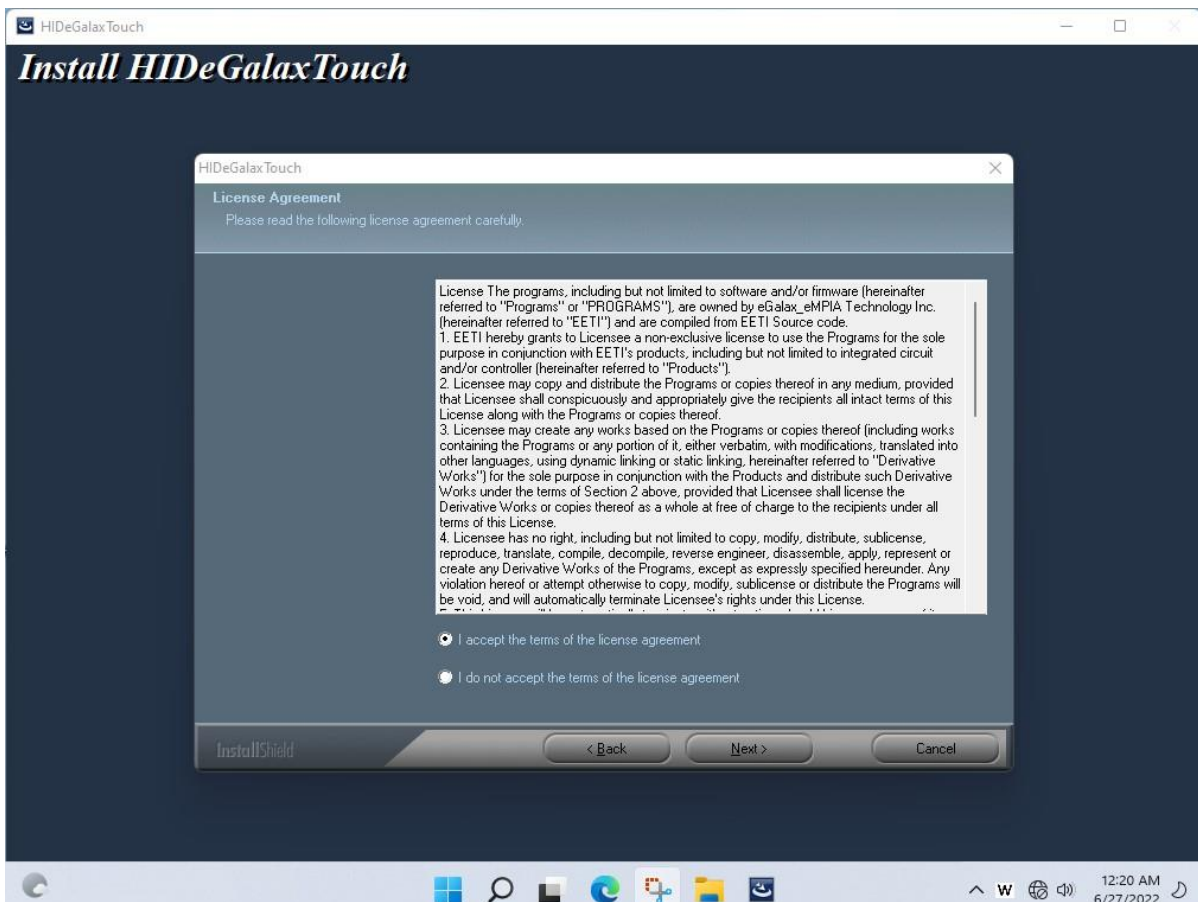 HIDeGalaxTouch
Install HIDeGalaxTouch
HIDeGalaxTouch
License Agreement
Please read the following license agreement carefully.
License The programs, including but not limited to software and/or firmware (hereinafter
referred to "Programs" or "PROGRAMS"), are owned by eGalax_eMPIA Technology Inc.
(hereinafter referred to "EETI") and are compiled from EETI Source code.
1. EETI hereby grants to Licensee a non-exclusive license to use the Programs for the sole
purpose in conjunction with EETI's products, including but not limited to integrated circuit
and/or controller (hereinafter referred to "Products").
2. Licensee may copy and distribute the Programs or copies thereof in any medium, provided
that Licensee shall conspicuously and appropriately give the recipients all intact terms of this
License along with the Programs or copies thereof.
3. Licensee may create any works based on the Programs or copies thereof (including works
containing the Programs or any portion of it, either verbatim, with modifications, translated into
other languages, using dynamic linking or static linking, hereinafter referred to "Derivative
Works") for the sole purpose in conjunction with the Products and distribute such Derivative
Works under the terms of Section 2 above, provided that Licensee shall license the
Derivative Works or copies thereof as a whole at free of charge to the recipients under all
terms of this License.
4. Licensee has no right, including but not limited to copy, modify, distribute, sublicense,
reproduce, translate, compile, decompile, reverse engineer, disassemble, apply, represent or
create any Derivative Works of the Programs, except as expressly specified hereunder. Any
violation hereof or attempt otherwise to copy, modify, sublicense or distribute the Programs will
be void, and will automatically terminate Licensee's rights under this License.
I accept the terms of the license agreement
I do not accept the terms of the license agreement
InstallShield
< Back
Next >
Cancel
W
12:20 AM
6/27/2022